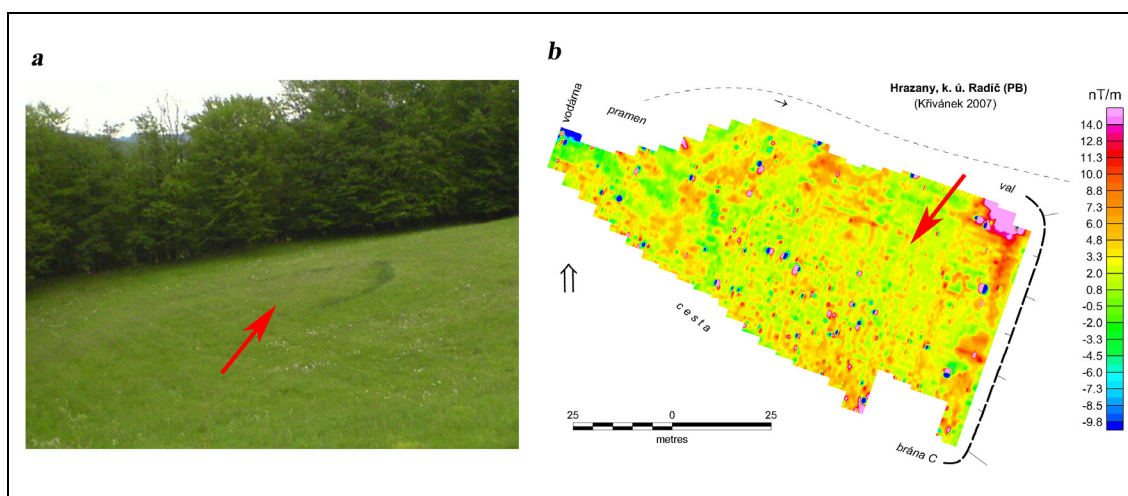 a
b
Hrazany, k. ú. Radíč (PB)
(Křivánek 2007)
vodárna
pramen
val
cesta
brána C
25 0 25
metres
nT/m
14.0
12.8
11.3
10.0
8.8
7.5
6.0
4.8
3.3
2.0
0.8
-0.5
-2.0
-3.3
-4.5
-6.0
-7.3
-8.5
-9.8